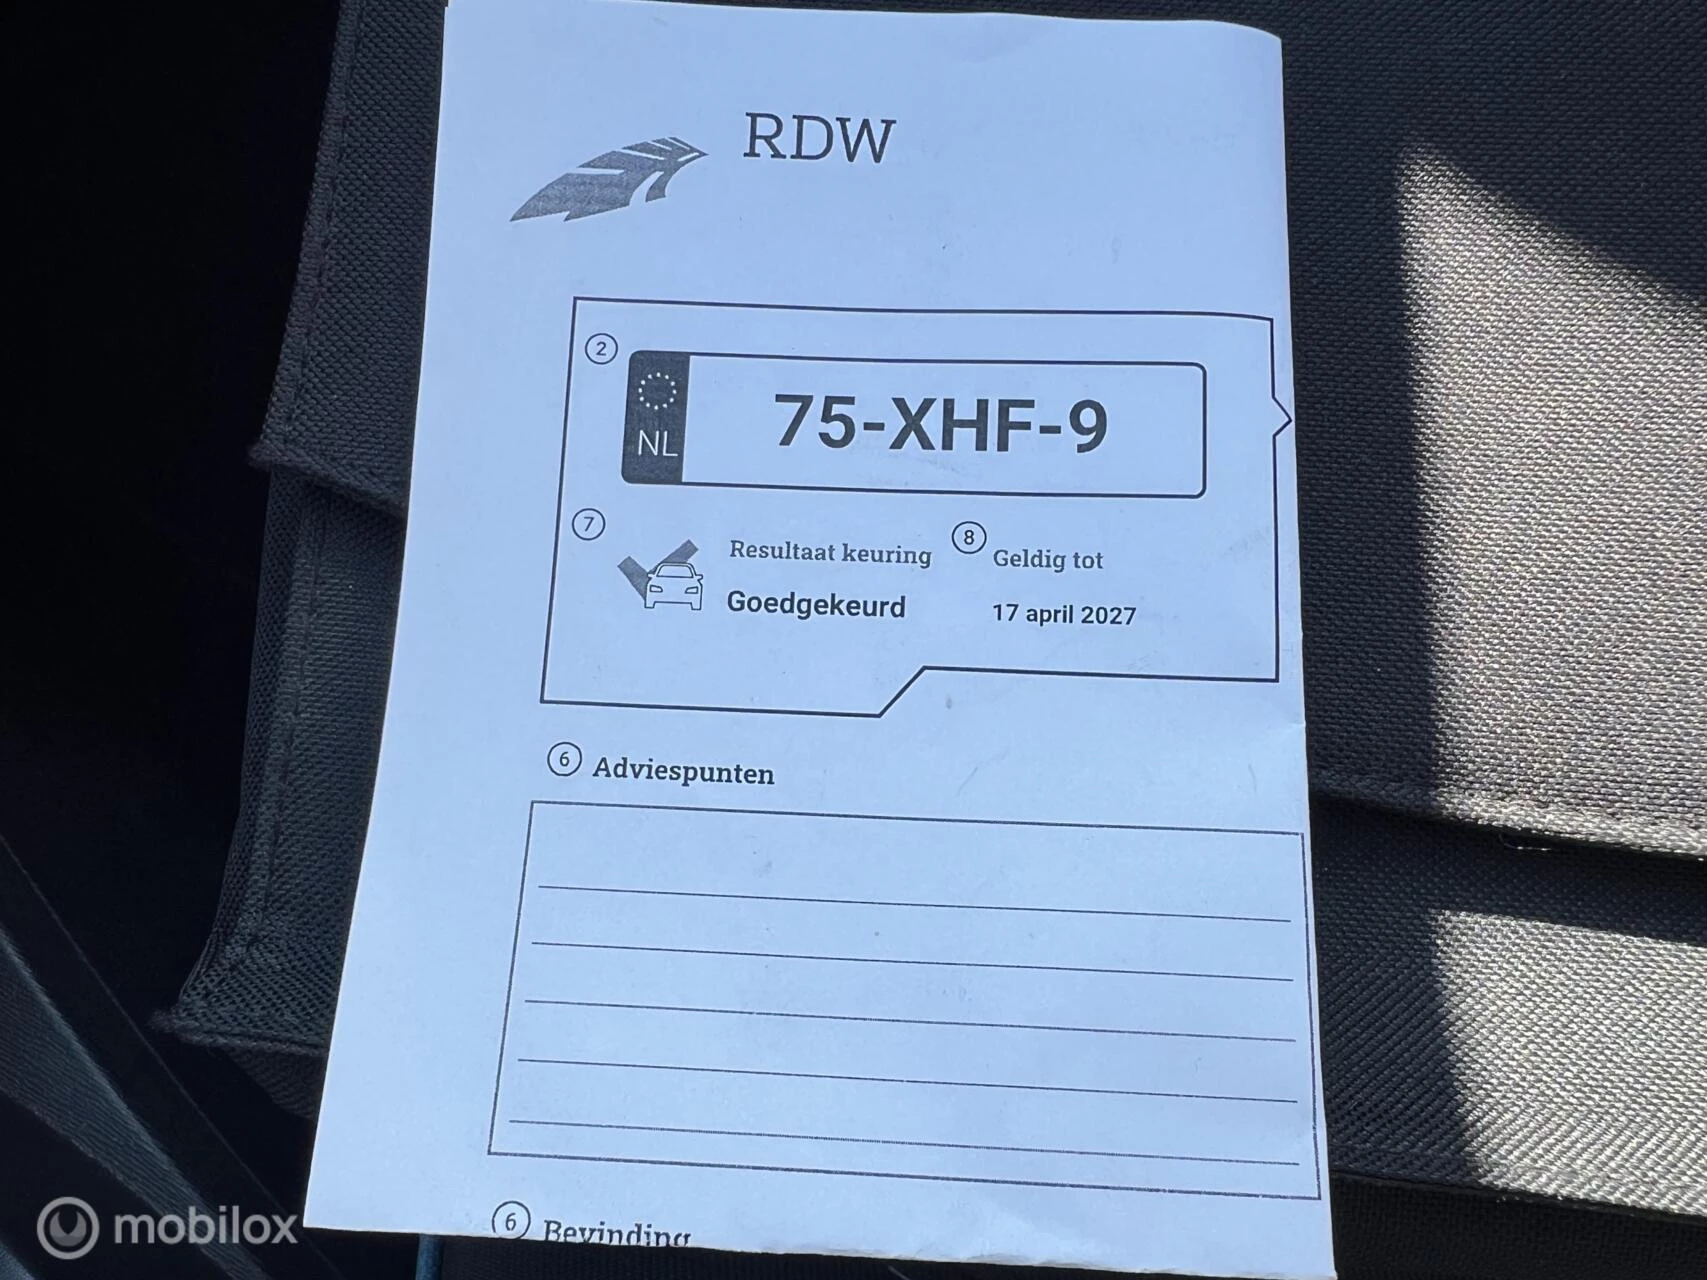 RDW
2
NL
75-XHF-9
7
Resultaat keuring
8
Geldig tot
Goedgekeurd
17 april 2027
6 Adviespunten
6 Bevinding
mobilox